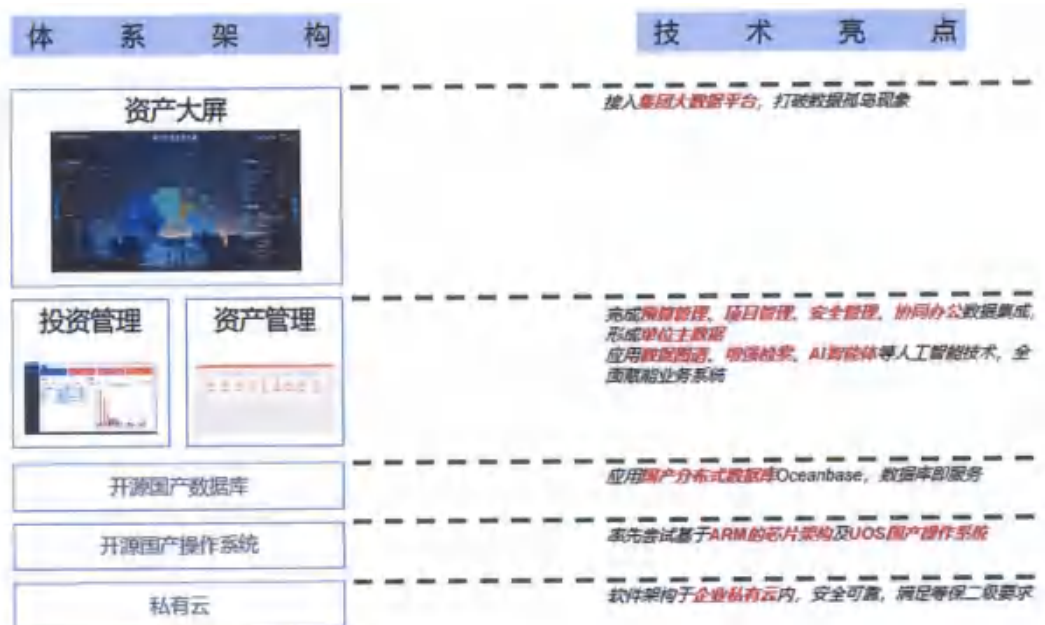 体系架构
技术亮点
资产大屏
接入集团大数据平台，打破数据孤岛现象
投资管理
资产管理
完成预算管理、项目管理、安全管理、协同办公数据集成，
形成单位主数据
应用数据图谱、增强检索、AI智能体等人工智能技术，全
面赋能业务系统
开源国产数据库
应用国产分布式数据库Oceanbase，数据库即服务
开源国产操作系统
率先尝试基于ARM的芯片架构及UOS国产操作系统
私有云
软件架构于企业私有云内，安全可靠，满足等保二级要求